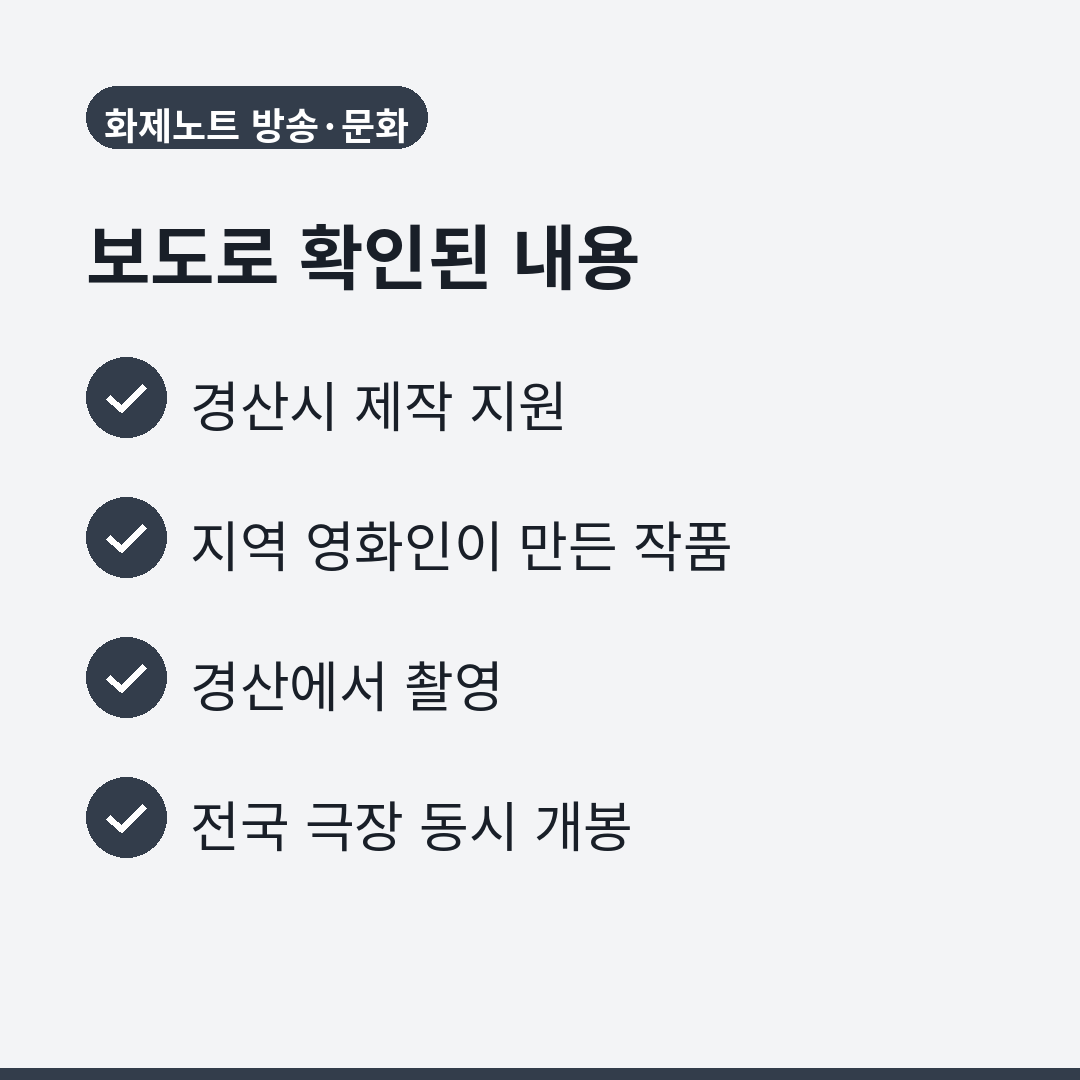 화제노트 방송·문화
보도로 확인된 내용
경산시 제작 지원
지역 영화인이 만든 작품
경산에서 촬영
전국 극장 동시 개봉